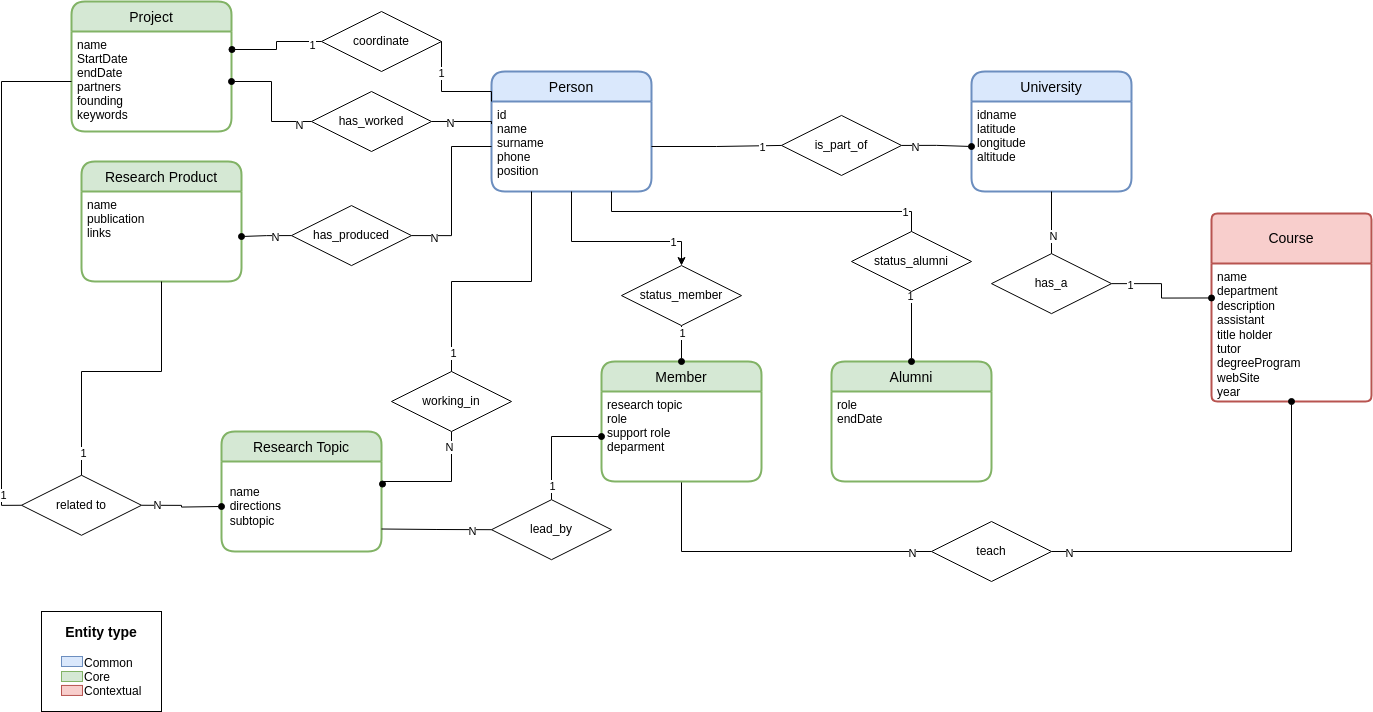 Project
name
StartDate
endDate
partners
founding
keywords
1
coordinate
1
N
has_worked
N
Person
id
name
surname
phone
position
1
is_part_of
N
University
idname
latitude
longitude
altitude
Research Product
name
publication
links
N
has_produced
N
1
status_member
1
1
status_alumni
1
N
has_a
1
Course
name
department
description
assistant
title holder
tutor
degreeProgram
webSite
year
1
working_in
N
Member
research topic
role
support role
deparment
Alumni
role
endDate
1
1
related to
N
Research Topic
name
directions
subtopic
N
1
lead_by
N
teach
N
Entity type
Common
Core
Contextual